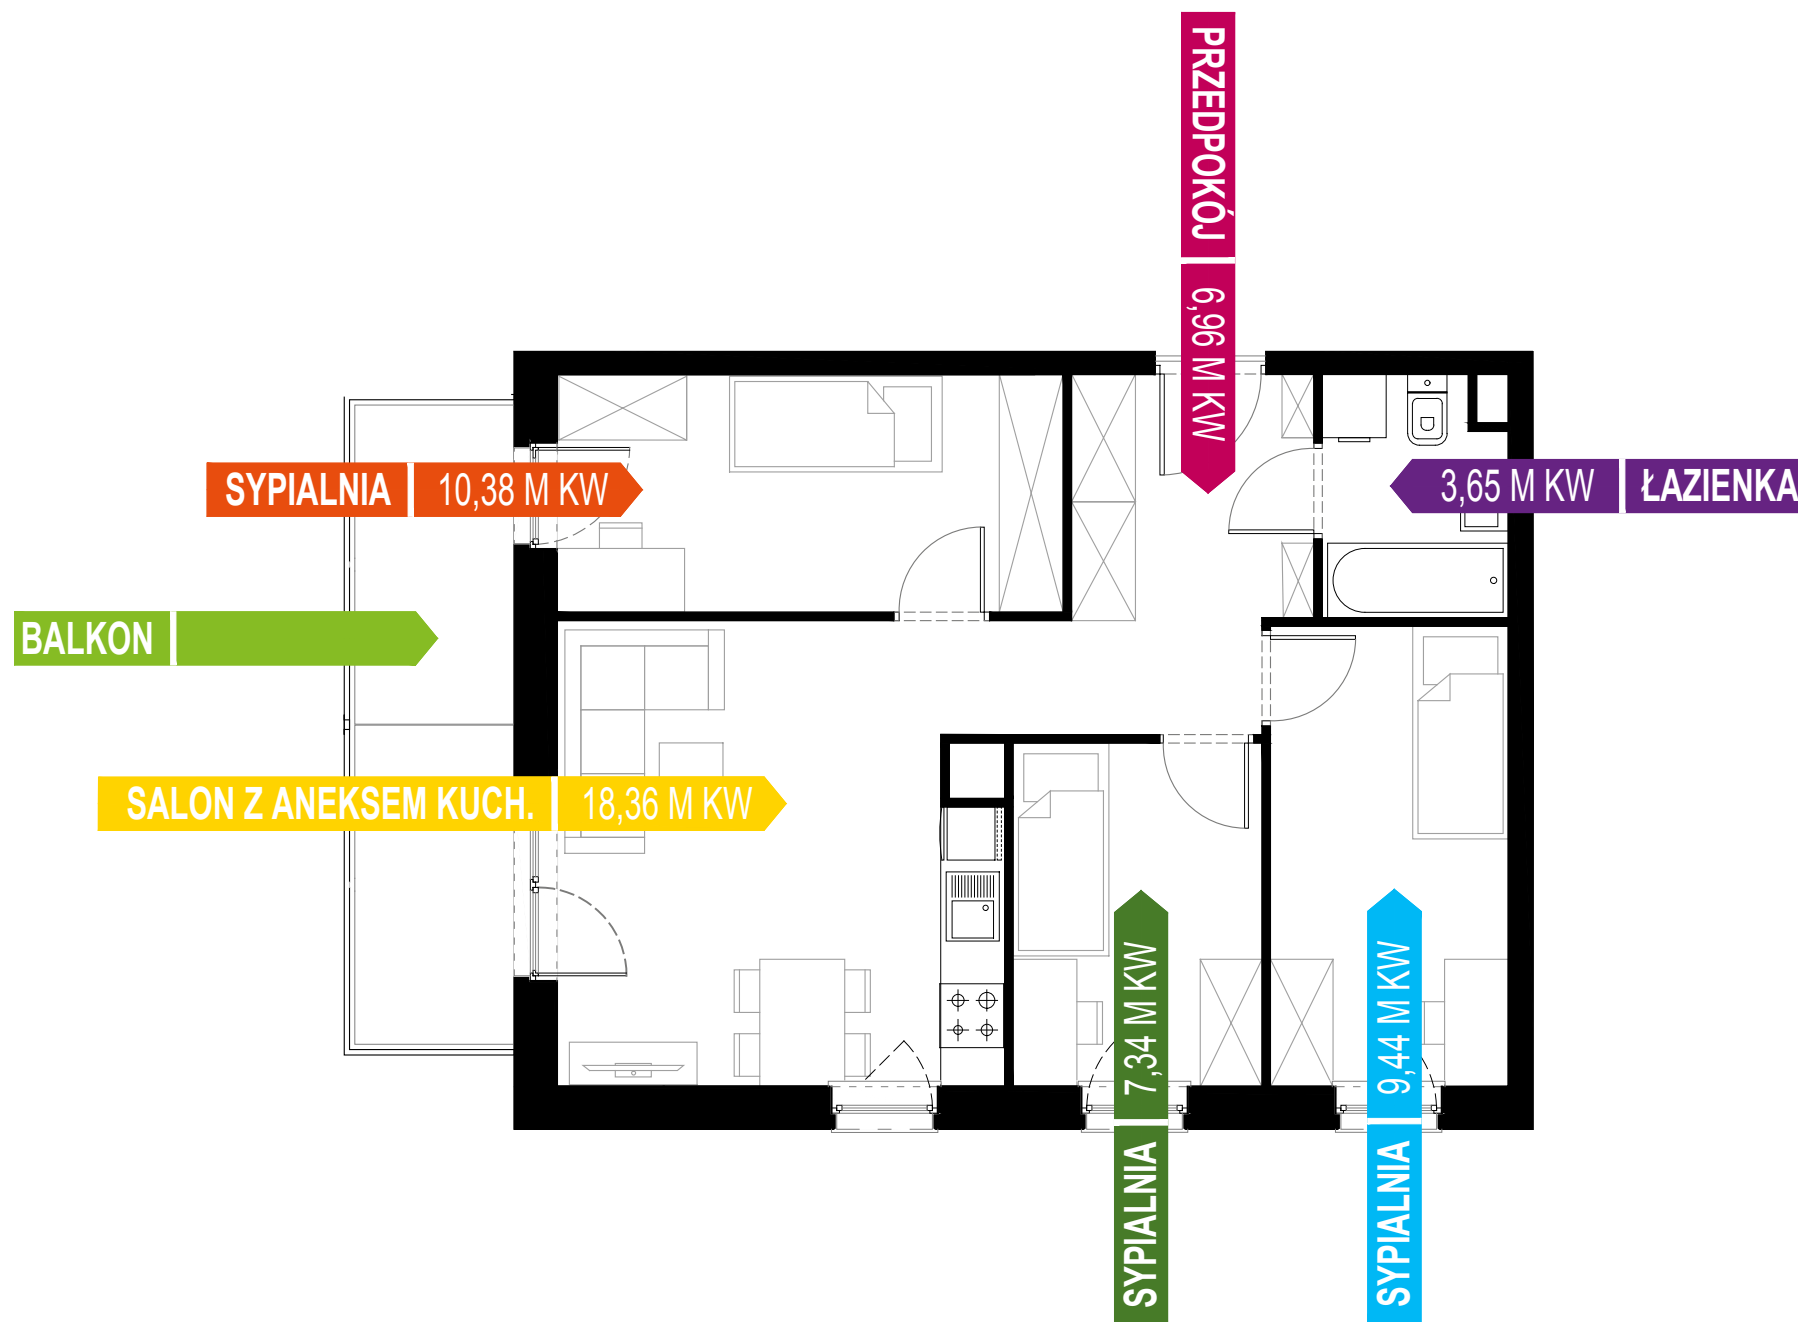 PRZEDPOKÓJ 6,96 M KW
SYPIALNIA 10,38 M KW
3,65 M KW ŁAZIENKA
BALKON
SALON Z ANEKSEM KUCH. 18,36 M KW
SYPIALNIA 7,34 M KW
SYPIALNIA 9,44 M KW